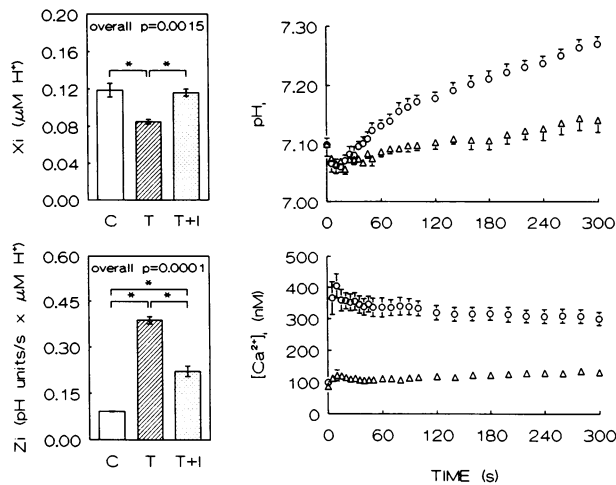 overall p=0.0015
Xi (μM H⁺)
0.20
0.16
0.12
0.08
0.04
0.00
* *
C T T+I
pHᵢ
7.30
7.20
7.10
7.00
0 60 120 180 240 300
overall p=0.0001
Zi (pH units/s × μM H⁺)
0.60
0.45
0.30
0.15
0.00
*
* *
C T T+I
[Ca²⁺]ᵢ (nM)
500
400
300
200
100
0
0 60 120 180 240 300
TIME (s)